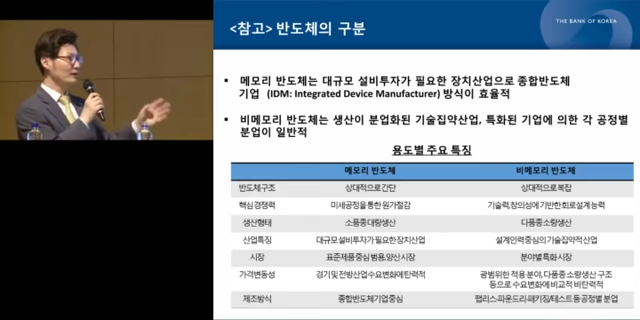 <참고> 반도체의 구분
THE BANK OF KOREA
▪ 메모리 반도체는 대규모 설비투자가 필요한 장치산업으로 종합반도체
기업 (IDM: Integrated Device Manufacturer) 방식이 효율적
▪ 비메모리 반도체는 생산이 분업화된 기술집약산업, 특화된 기업에 의한 각 공정별
분업이 일반적
용도별 주요 특징
메모리 반도체 비메모리 반도체
반도체구조 상대적으로 간단 상대적으로 복잡
핵심경쟁력 미세공정을 통한 원가절감 기술력, 창의성에 기반한 회로설계 능력
생산형태 소품종 대량생산 다품종 소량생산
산업특징 대규모 설비투자가 필요한 장치산업 설계인력 중심의 기술집약적 산업
시장 표준제품 중심 범용, 양산 시장 분야별 특화 시장
가격변동성 경기 및 전방산업 수요변화에 탄력적 광범위한 적용 분야, 다품종 소량생산 구조
등으로 수요변화에 비교적 비탄력적
제조방식 종합반도체기업 중심 팹리스·파운드리·패키징/테스트 등 공정별 분업